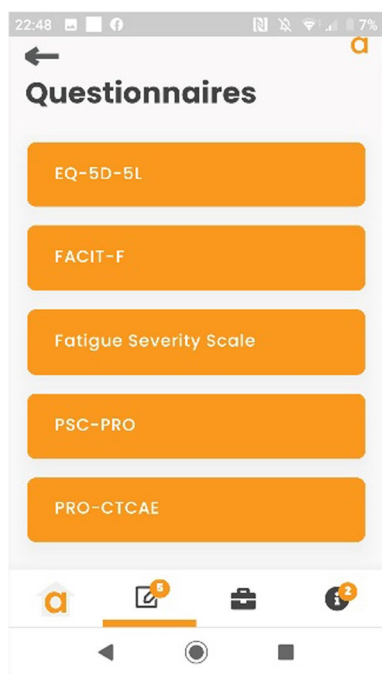 22:48
7%
a
Questionnaires
EQ-5D-5L
FACIT-F
Fatigue Severity Scale
PSC-PRO
PRO-CTCAE
a
5
2